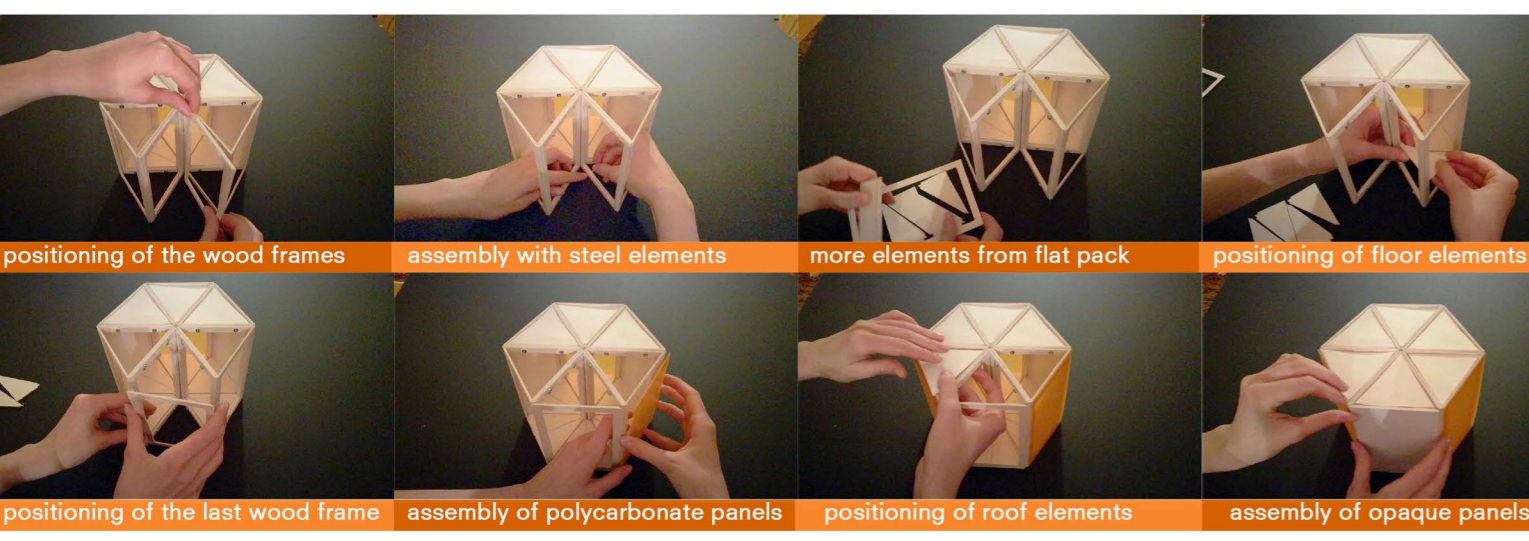 positioning of the wood frames
assembly with steel elements
more elements from flat pack
positioning of floor elements
positioning of the last wood frame
assembly of polycarbonate panels
positioning of roof elements
assembly of opaque panels